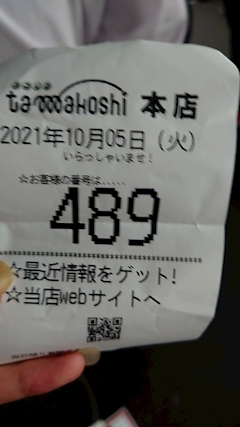 tamakoshi 本店
2021年10月05日（火）
いらっしゃいませ！
☆お客様の番号は.....
489
☆最近情報をゲット!
☆当店webサイトへ